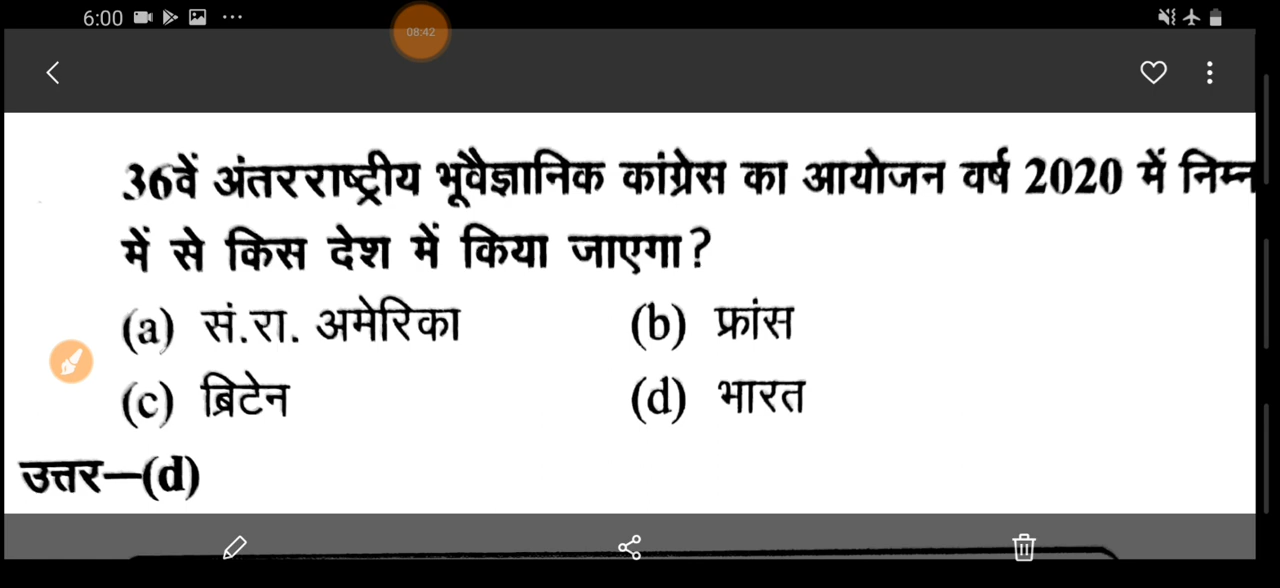 6:00
08:42
36वें अंतरराष्ट्रीय भूवैज्ञानिक कांग्रेस का आयोजन वर्ष 2020 में निम्न
में से किस देश में किया जाएगा?
(a) सं.रा. अमेरिका (b) फ्रांस
(c) ब्रिटेन (d) भारत
उत्तर—(d)